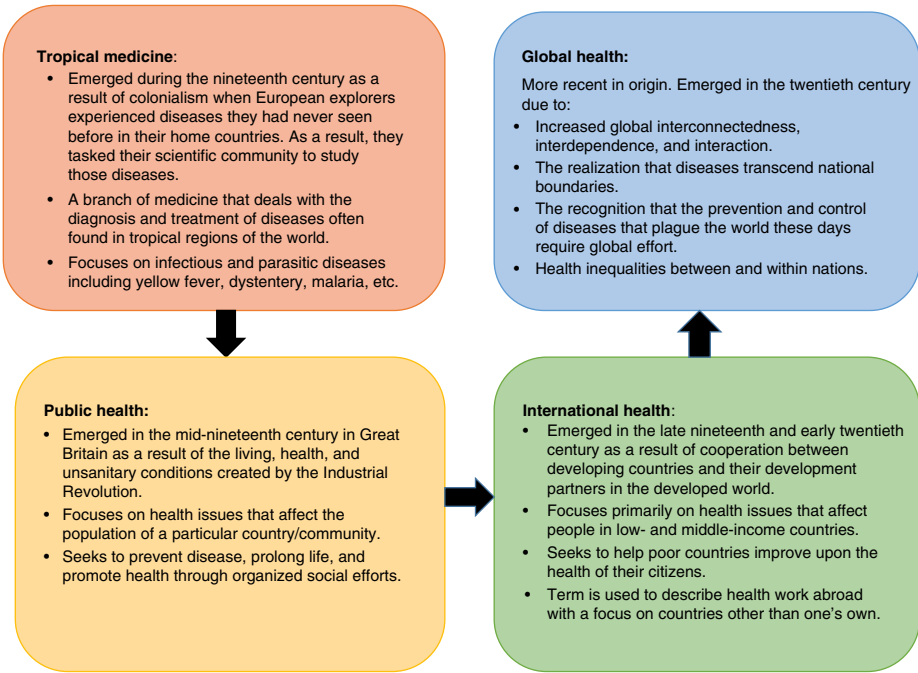 Tropical medicine:
• Emerged during the nineteenth century as a
result of colonialism when European explorers
experienced diseases they had never seen
before in their home countries. As a result, they
tasked their scientific community to study
those diseases.
• A branch of medicine that deals with the
diagnosis and treatment of diseases often
found in tropical regions of the world.
• Focuses on infectious and parasitic diseases
including yellow fever, dystentery, malaria, etc.
Public health:
• Emerged in the mid-nineteenth century in Great
Britain as a result of the living, health, and
unsanitary conditions created by the Industrial
Revolution.
• Focuses on health issues that affect the
population of a particular country/community.
• Seeks to prevent disease, prolong life, and
promote health through organized social efforts.
International health:
• Emerged in the late nineteenth and early twentieth
century as a result of cooperation between
developing countries and their development
partners in the developed world.
• Focuses primarily on health issues that affect
people in low- and middle-income countries.
• Seeks to help poor countries improve upon the
health of their citizens.
• Term is used to describe health work abroad
with a focus on countries other than one's own.
Global health:
More recent in origin. Emerged in the twentieth century
due to:
• Increased global interconnectedness,
interdependence, and interaction.
• The realization that diseases transcend national
boundaries.
• The recognition that the prevention and control
of diseases that plague the world these days
require global effort.
• Health inequalities between and within nations.